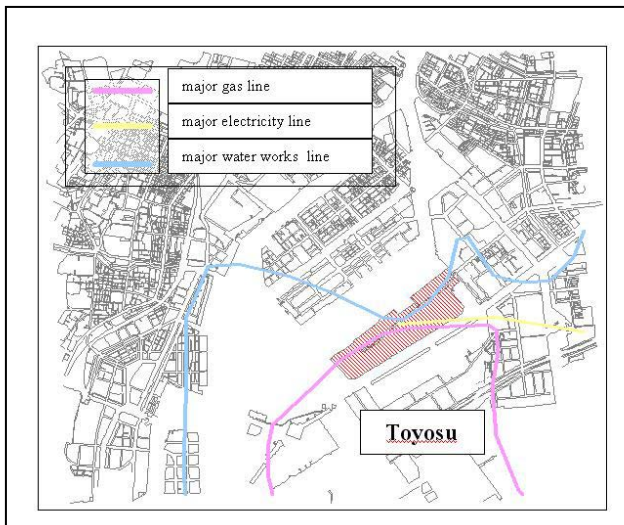 major gas line
major electricity line
major water works line
Toyosu